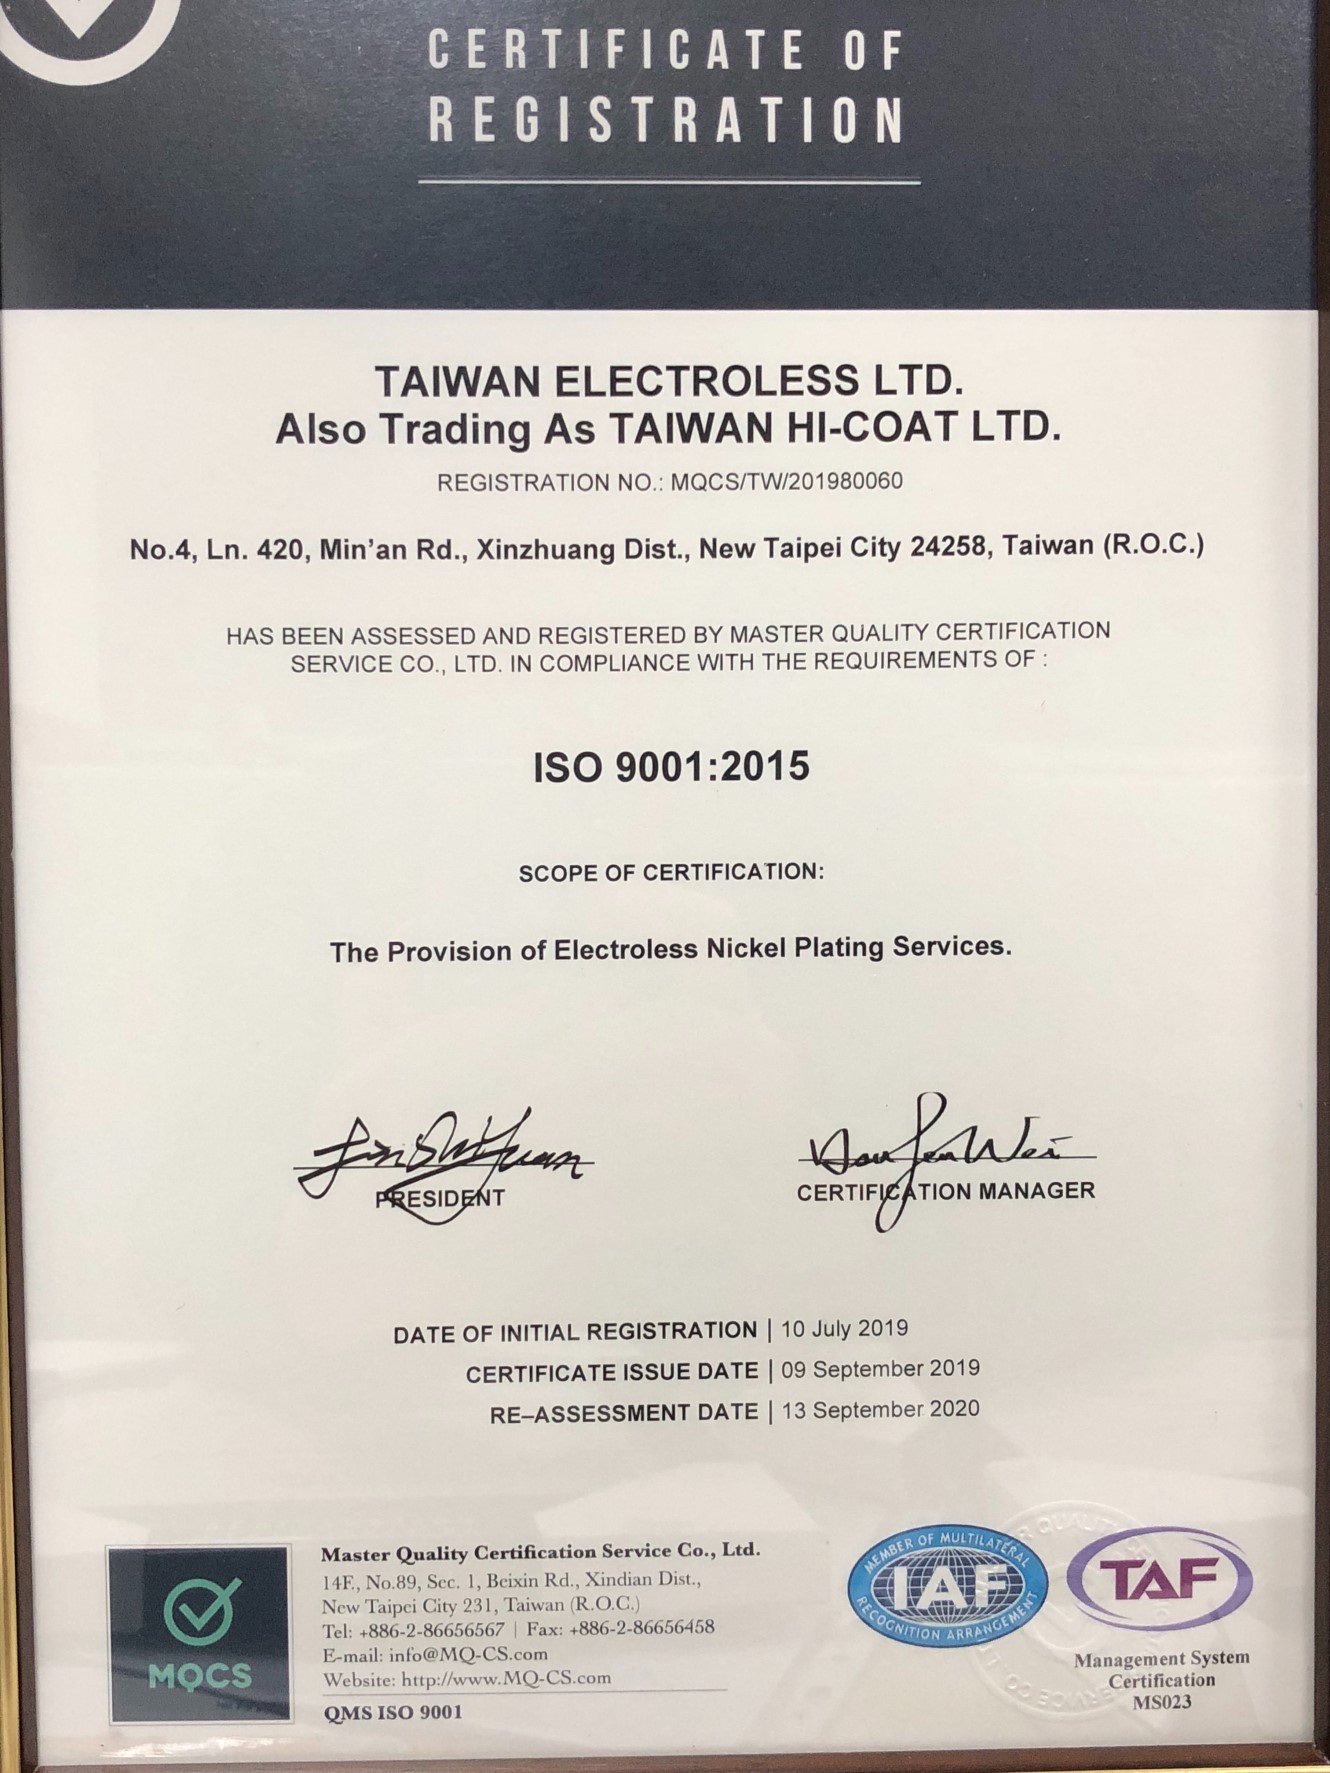 CERTIFICATE OF
REGISTRATION
TAIWAN ELECTROLESS LTD.
Also Trading As TAIWAN HI-COAT LTD.
REGISTRATION NO.: MQCS/TW/201980060
No.4, Ln. 420, Min’an Rd., Xinzhuang Dist., New Taipei City 24258, Taiwan (R.O.C.)
HAS BEEN ASSESSED AND REGISTERED BY MASTER QUALITY CERTIFICATION
SERVICE CO., LTD. IN COMPLIANCE WITH THE REQUIREMENTS OF :
ISO 9001:2015
SCOPE OF CERTIFICATION:
The Provision of Electroless Nickel Plating Services.
PRESIDENT
CERTIFICATION MANAGER
DATE OF INITIAL REGISTRATION | 10 July 2019
CERTIFICATE ISSUE DATE | 09 September 2019
RE–ASSESSMENT DATE | 13 September 2020
MQCS
Master Quality Certification Service Co., Ltd.
14F., No.89, Sec. 1, Beixin Rd., Xindian Dist.,
New Taipei City 231, Taiwan (R.O.C.)
Tel: +886-2-86656567 | Fax: +886-2-86656458
E-mail: info@MQ-CS.com
Website: http://www.MQ-CS.com
QMS ISO 9001
MEMBER OF MULTILATERAL
IAF
RECOGNITION ARRANGEMENT
TAF
Management System
Certification
MS023